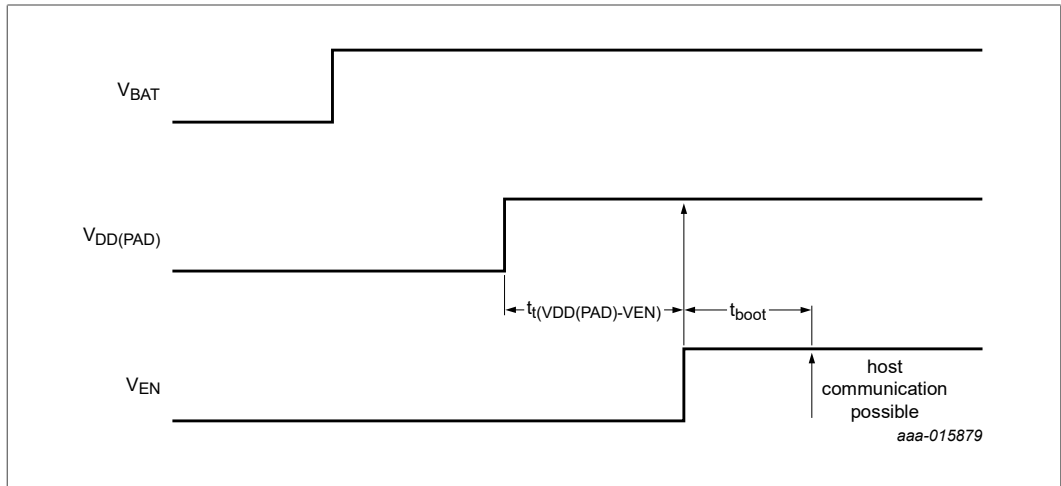 VBAT
VDD(PAD)
tt(VDD(PAD)-VEN)
tboot
VEN
host
communication
possible
aaa-015879